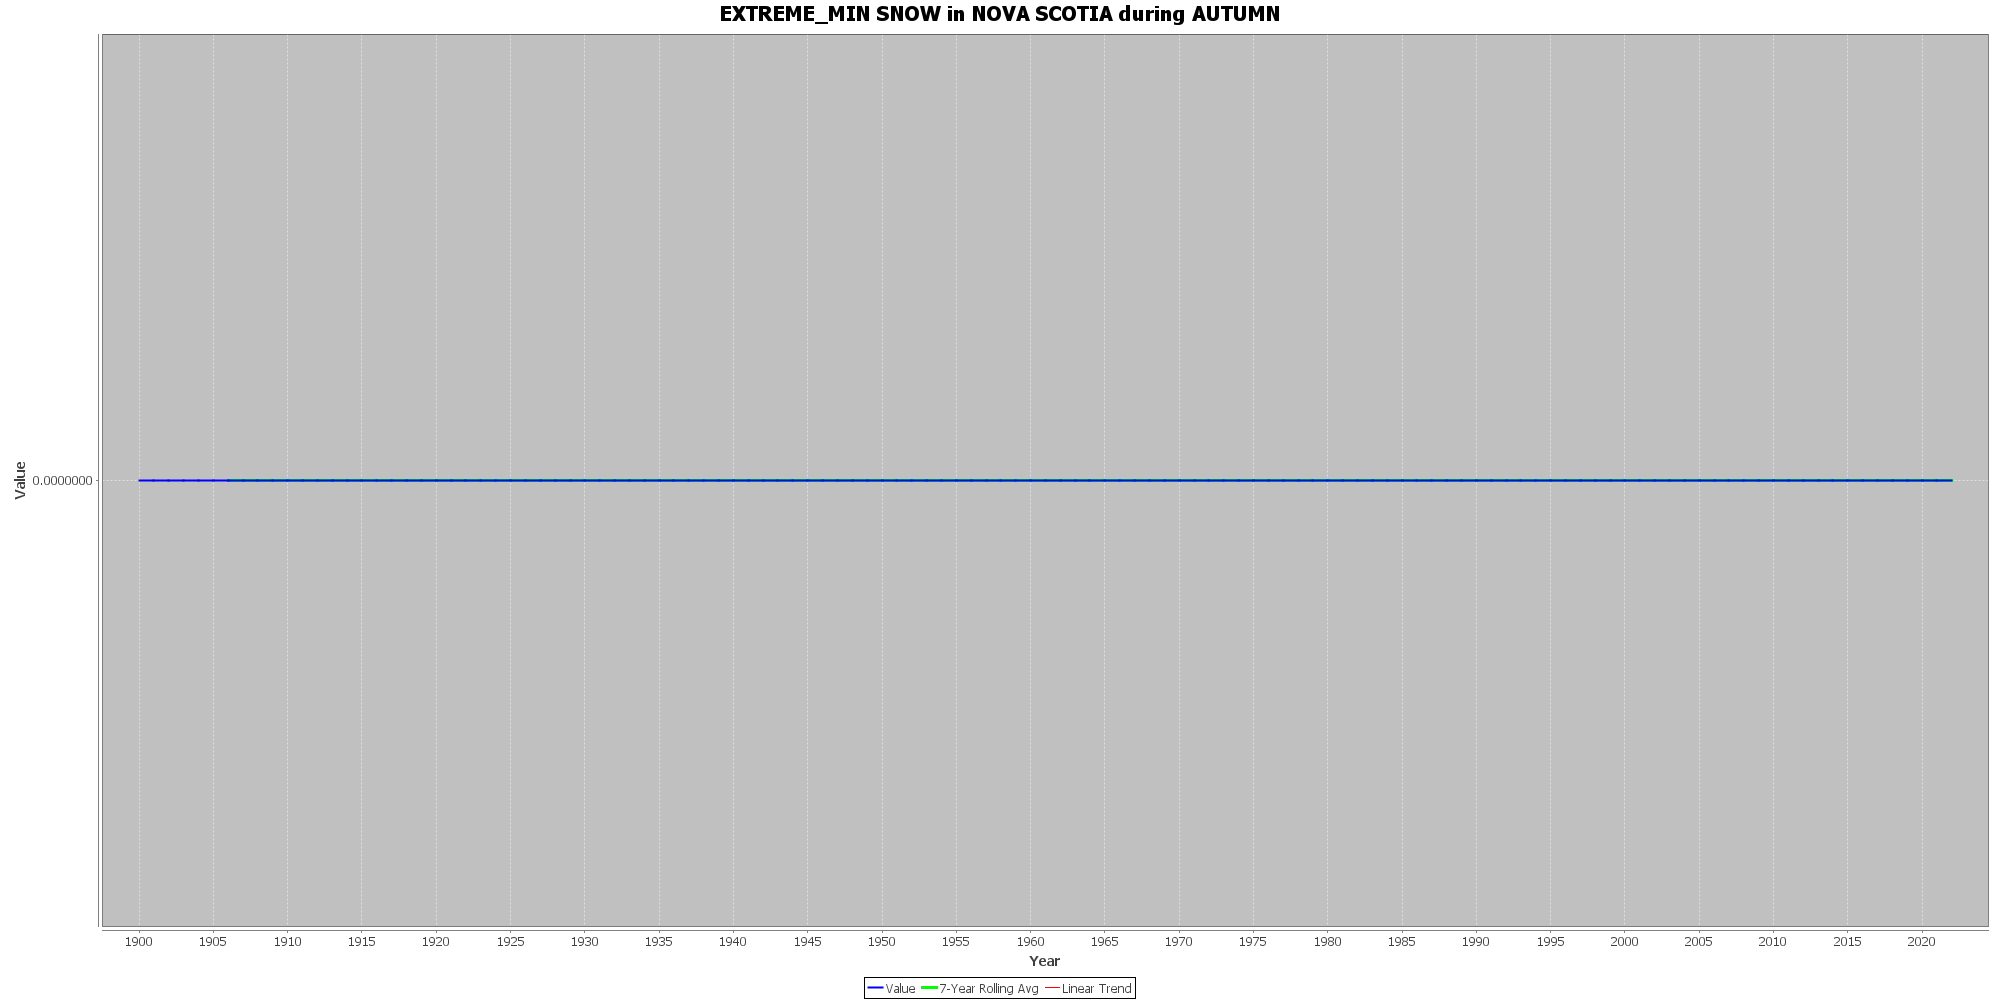 EXTREME_MIN SNOW in NOVA SCOTIA during AUTUMN
Value
0.0000000
1900 1905 1910 1915 1920 1925 1930 1935 1940 1945 1950 1955 1960 1965 1970 1975 1980 1985 1990 1995 2000 2005 2010 2015 2020
Year
Value 7-Year Rolling Avg Linear Trend